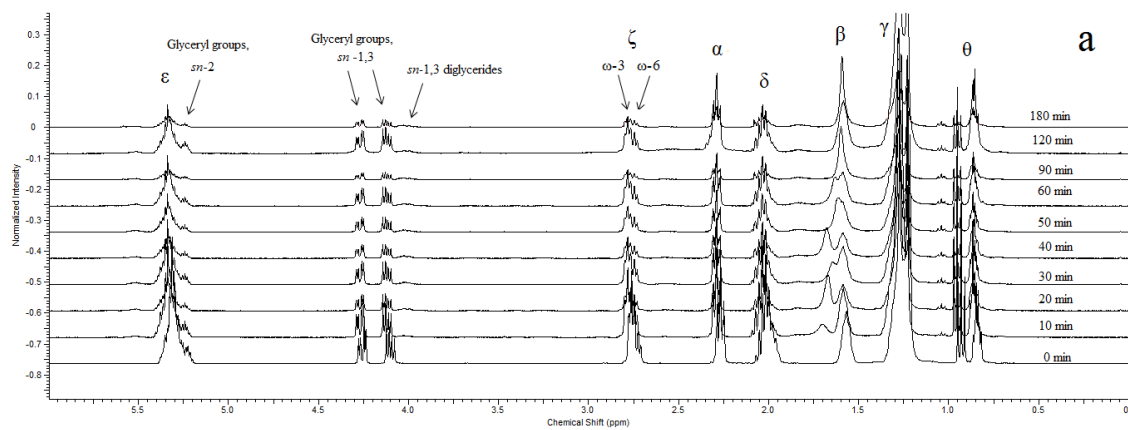 a
Glyceryl groups,
sn-2
Glyceryl groups,
sn -1,3
sn-1,3 diglycerides
ε
ζ
ω-3
ω-6
α
δ
β
γ
θ
180 min
120 min
90 min
60 min
50 min
40 min
30 min
20 min
10 min
0 min
Normalized Intensity
0.3
0.2
0.1
0
-0.1
-0.2
-0.3
-0.4
-0.5
-0.6
-0.7
-0.8
5.5
5.0
4.5
4.0
3.5
3.0
2.5
2.0
1.5
1.0
0.5
0
Chemical Shift (ppm)